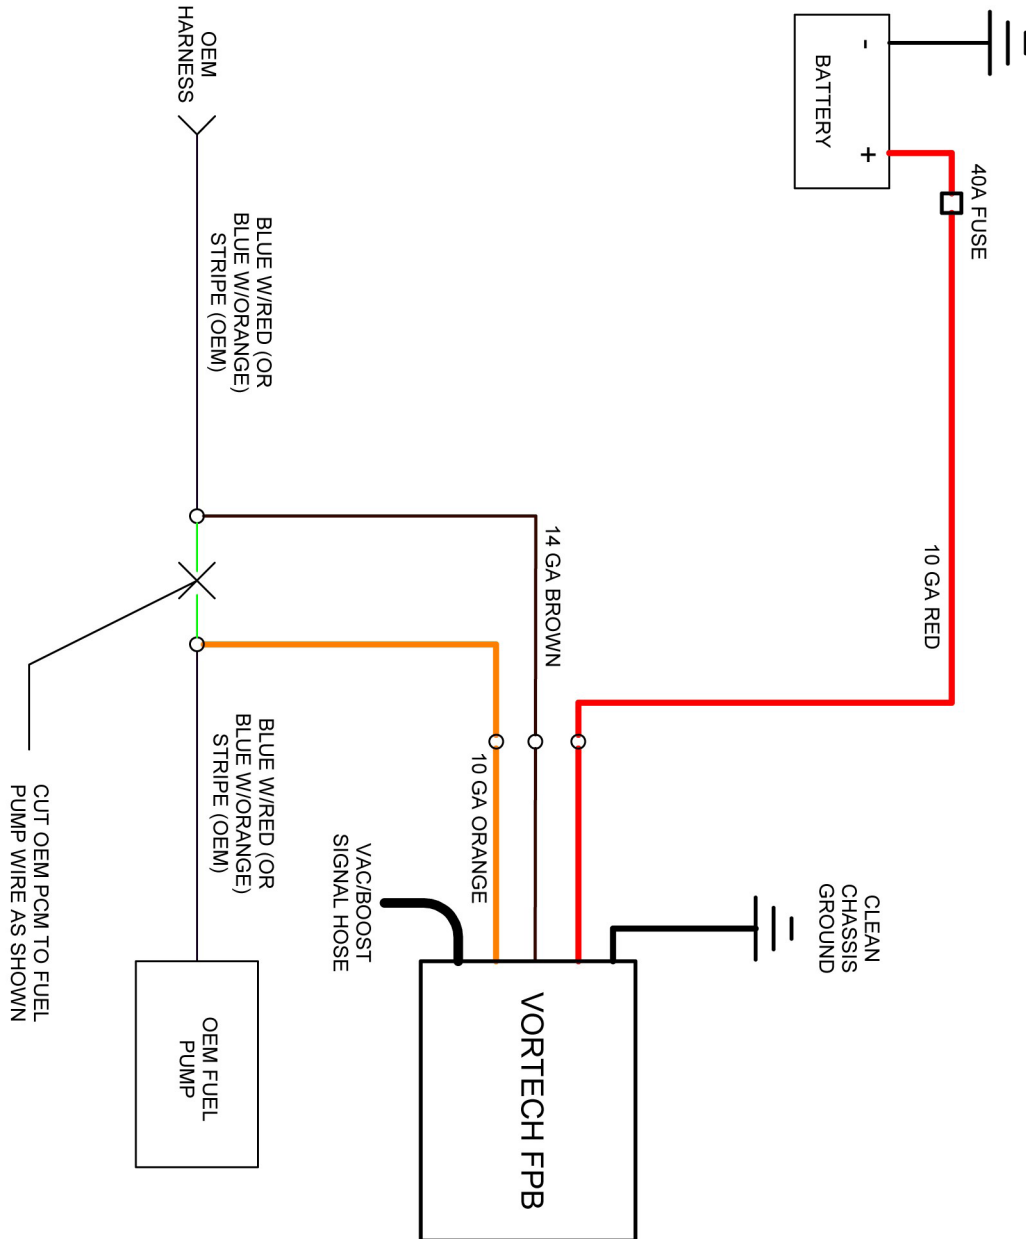 OEM
HARNESS
BLUE W/RED (OR
BLUE W/ORANGE)
STRIPE (OEM)
CUT OEM PCM TO FUEL
PUMP WIRE AS SHOWN
BLUE W/RED (OR
BLUE W/ORANGE)
STRIPE (OEM)
OEM FUEL
PUMP
14 GA BROWN
10 GA ORANGE
VAC/BOOST
SIGNAL HOSE
VORTECH FPB
-
+
BATTERY
40A FUSE
10 GA RED
CLEAN
CHASSIS
GROUND